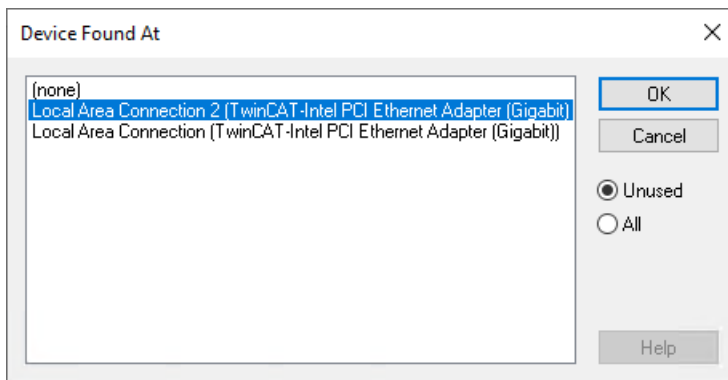 Device Found At
(none)
Local Area Connection 2 (TwinCAT-Intel PCI Ethernet Adapter (Gigabit)
Local Area Connection (TwinCAT-Intel PCI Ethernet Adapter (Gigabit))
OK
Cancel
Unused
All
Help